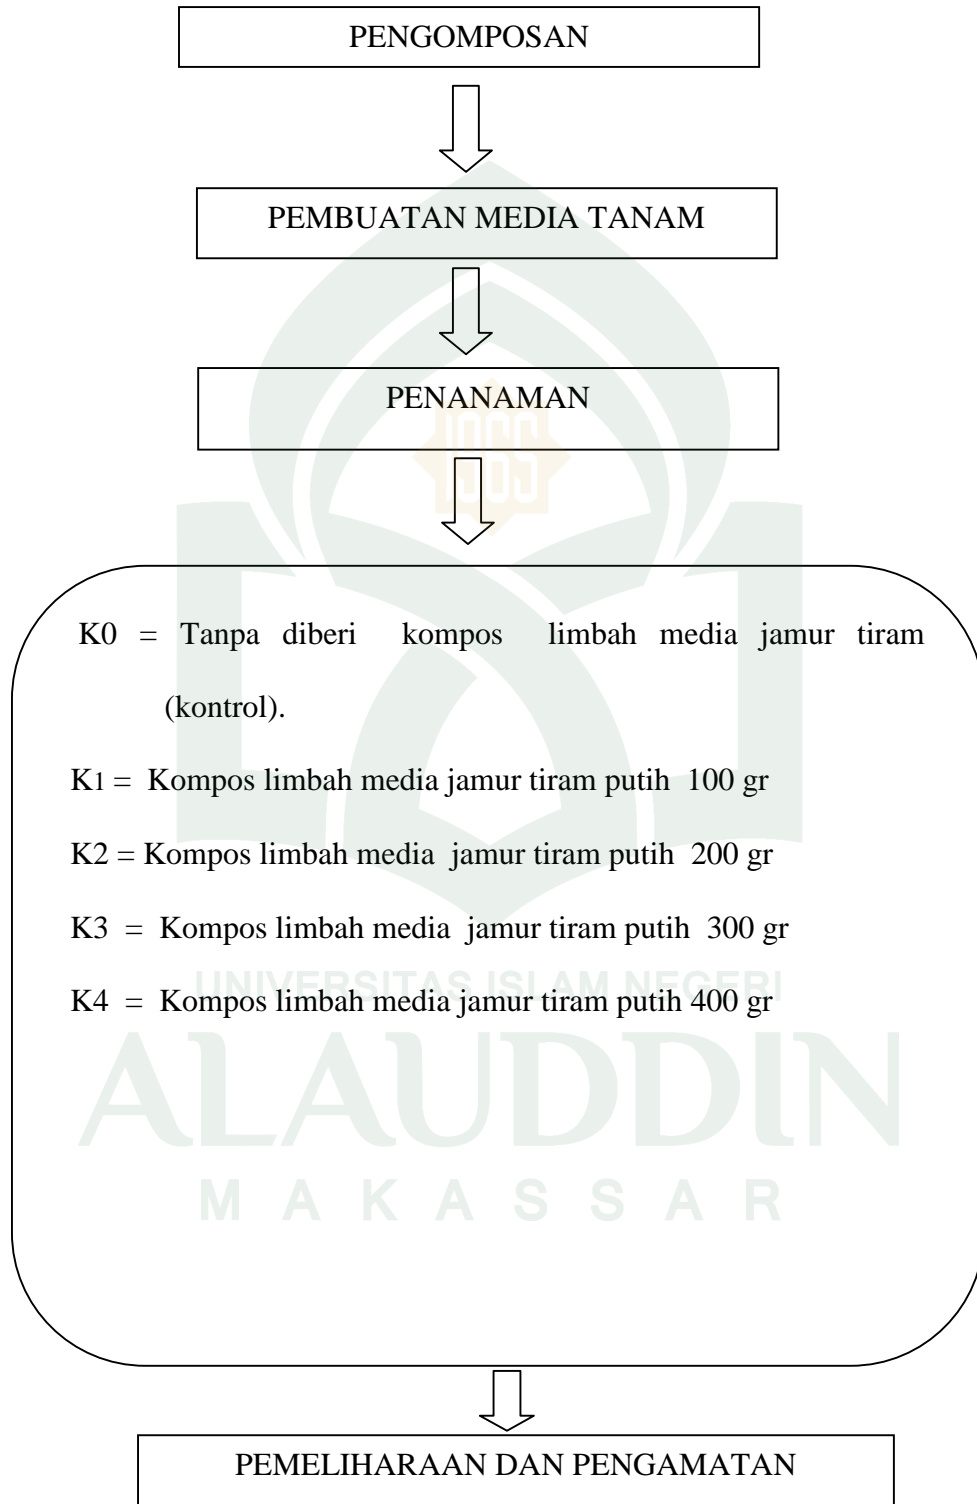 PENGOMPOSAN
PEMBUATAN MEDIA TANAM
PENANAMAN
1965
K0 = Tanpa diberi kompos limbah media jamur tiram
(kontrol).
K1 = Kompos limbah media jamur tiram putih 100 gr
K2 = Kompos limbah media jamur tiram putih 200 gr
K3 = Kompos limbah media jamur tiram putih 300 gr
UNIVERSITAS ISLAM NEGERI
K4 = Kompos limbah media jamur tiram putih 400 gr
ALAUDDIN
MAKASSAR
PEMELIHARAAN DAN PENGAMATAN